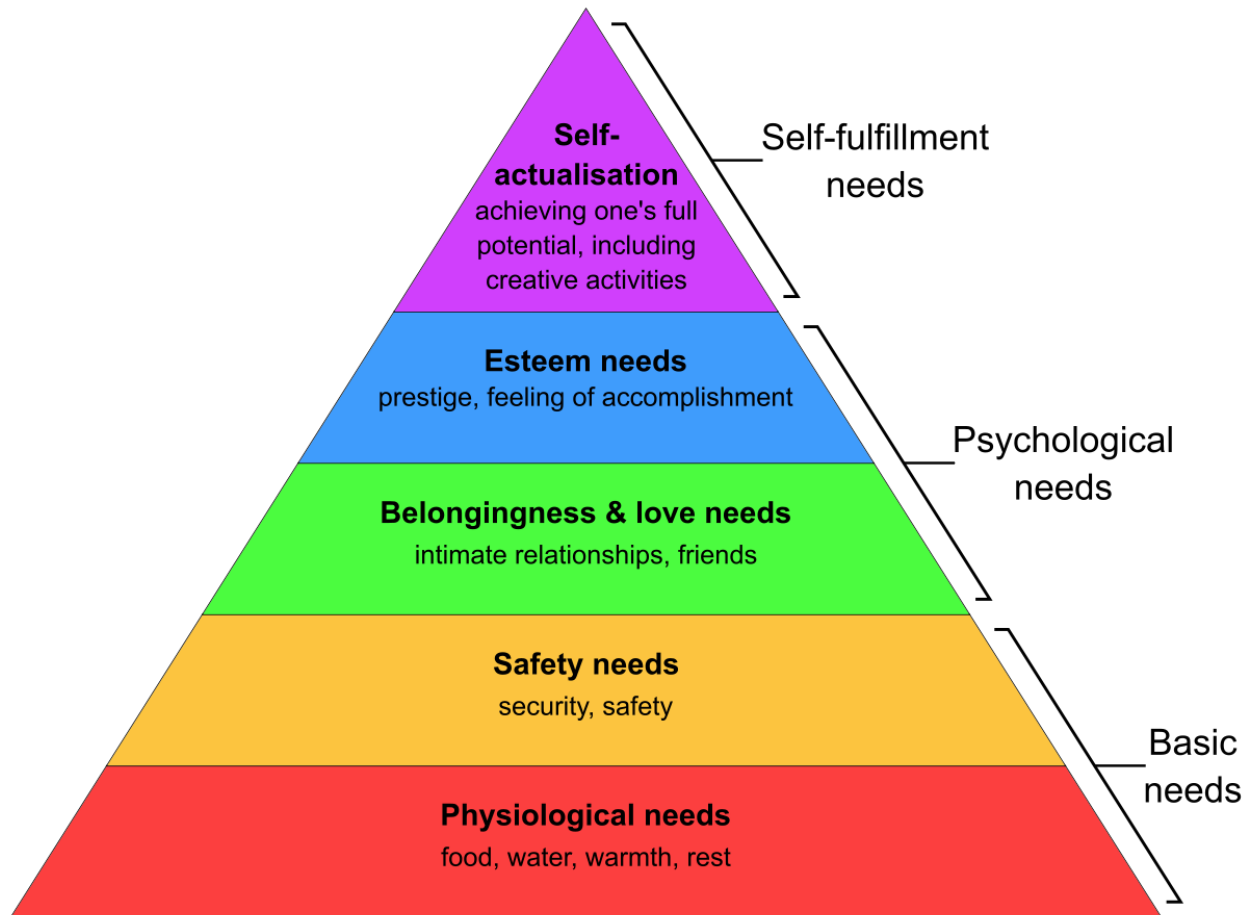 Self-
actualisation
achieving one's full
potential, including
creative activities
Self-fulfillment
needs
Esteem needs
prestige, feeling of accomplishment
Psychological
needs
Belongingness & love needs
intimate relationships, friends
Safety needs
security, safety
Basic
needs
Physiological needs
food, water, warmth, rest